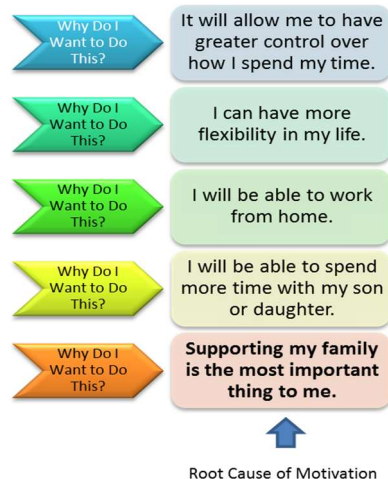 Why Do I
Want to Do
This?
It will allow me to have
greater control over
how I spend my time.
Why Do I
Want to Do
This?
I can have more
flexibility in my life.
Why Do I
Want to Do
This?
I will be able to work
from home.
Why Do I
Want to Do
This?
I will be able to spend
more time with my son
or daughter.
Why Do I
Want to Do
This?
Supporting my family
is the most important
thing to me.
Root Cause of Motivation